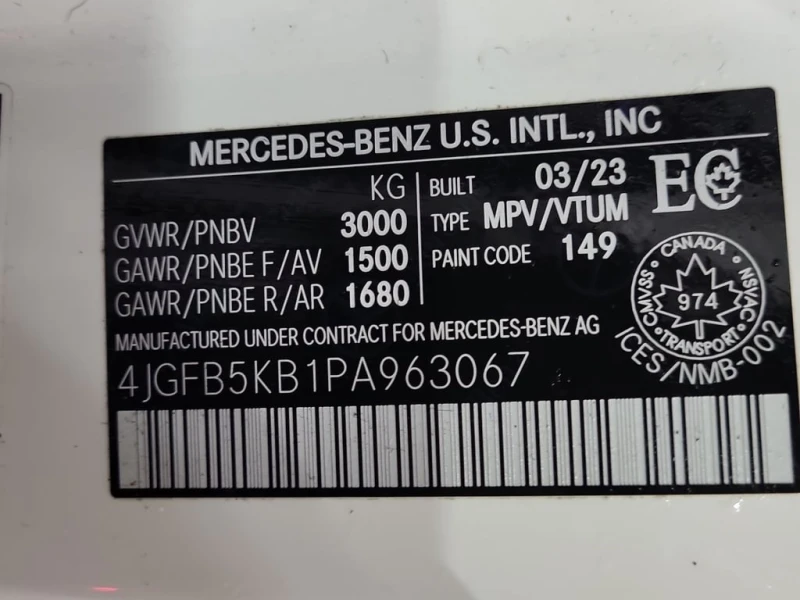 MERCEDES-BENZ U.S. INTL., INC
KG
GVWR/PNBV 3000
GAWR/PNBE F/AV 1500
GAWR/PNBE R/AR 1680
BUILT 03/23
TYPE MPV/VTUM
PAINT CODE 149
EC
CANADA
CMVSS 974 NSVAC
TRANSPORT
ICES/NMB-002
MANUFACTURED UNDER CONTRACT FOR MERCEDES-BENZ AG
4JGFB5KB1PA963067